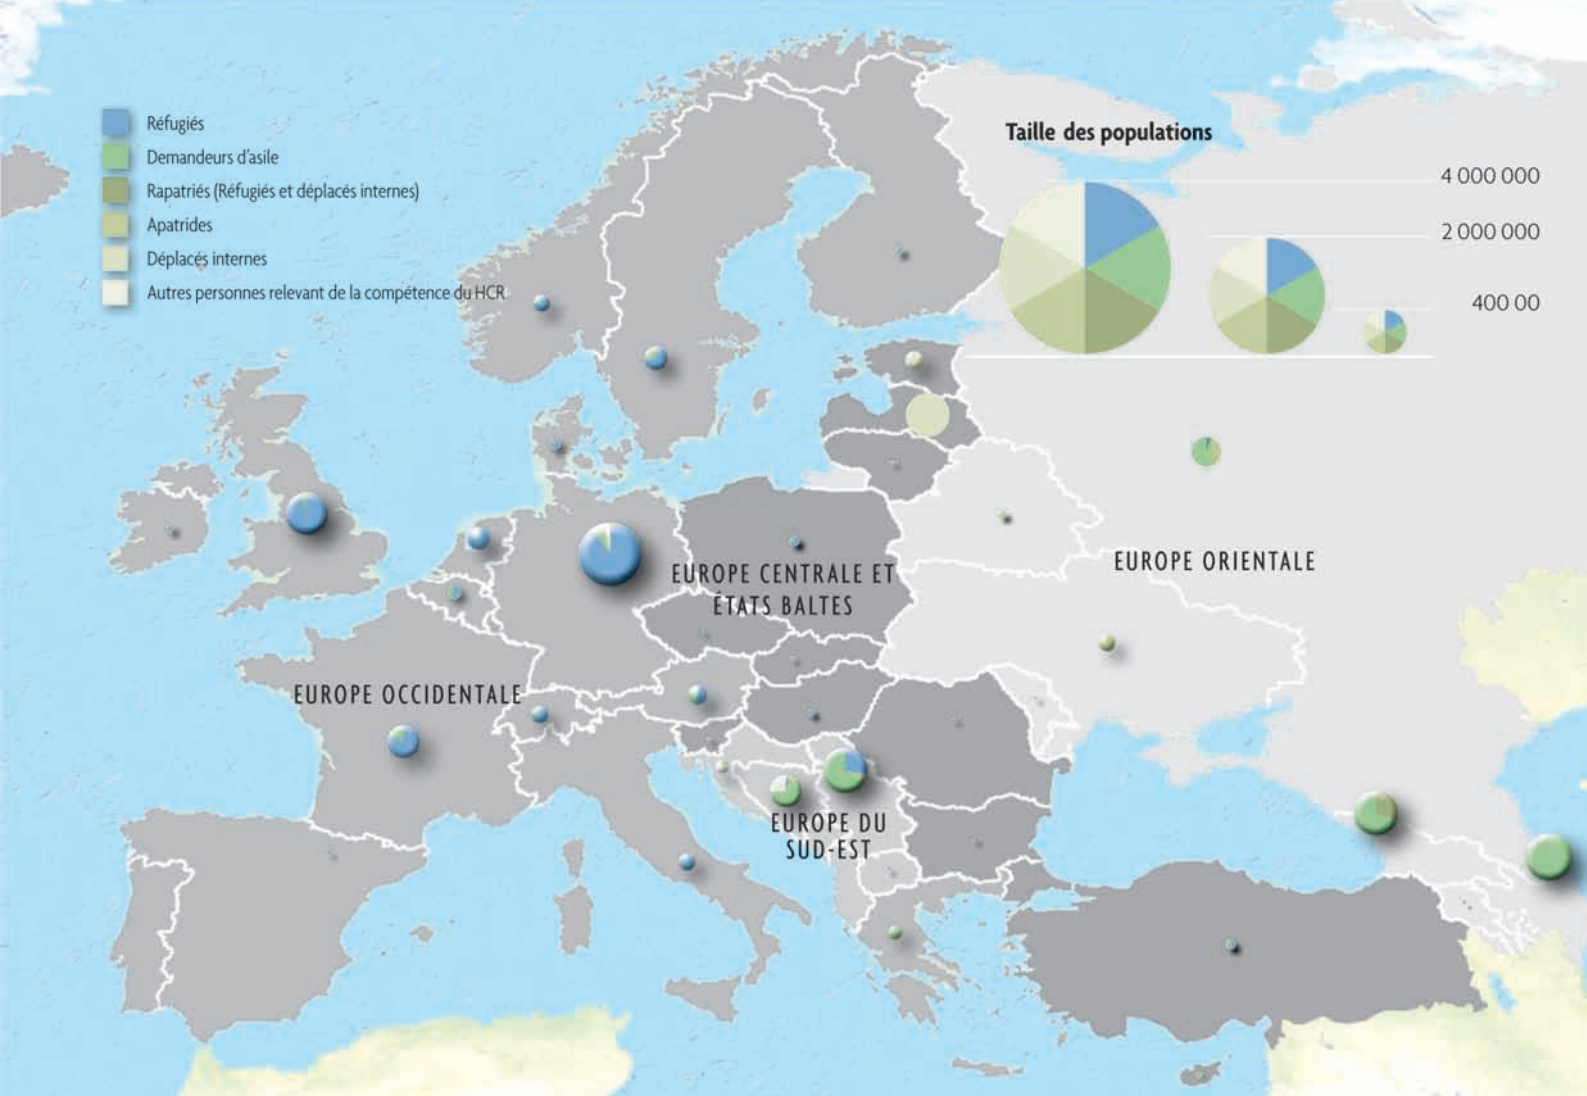 Réfugiés
Demandeurs d'asile
Rapatriés (Réfugiés et déplacés internes)
Apatrides
Déplacés internes
Autres personnes relevant de la compétence du HCR
Taille des populations
4 000 000
2 000 000
400 00
EUROPE ORIENTALE
EUROPE CENTRALE ET
ÉTATS BALTES
EUROPE OCCIDENTALE
EUROPE DU
SUD-EST